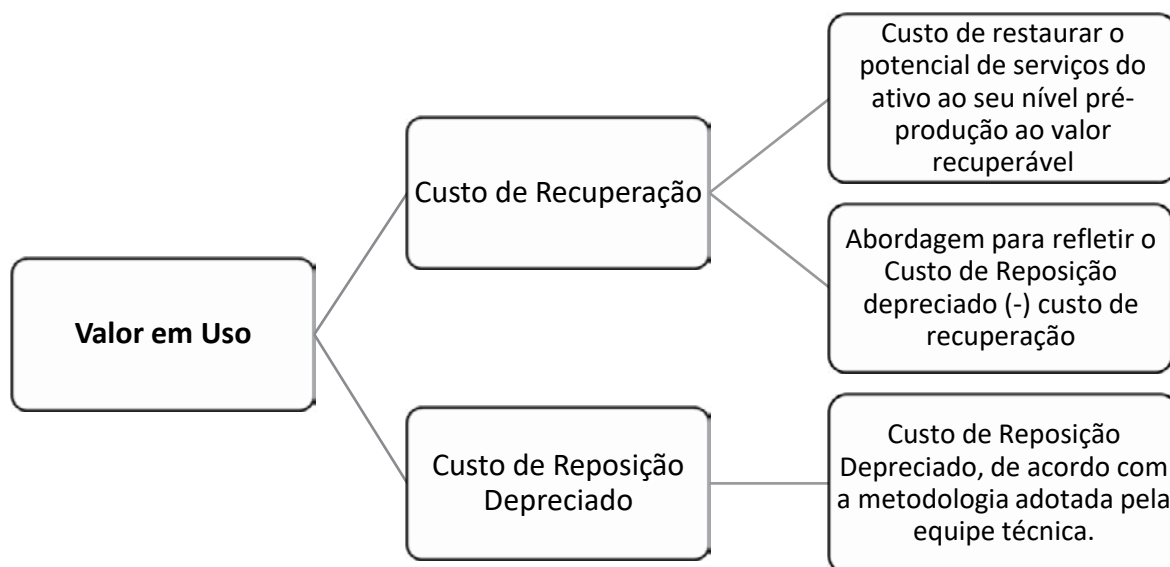 Valor em Uso
Custo de Recuperação
Custo de restaurar o
potencial de serviços do
ativo ao seu nível pré-
produção ao valor
recuperável
Abordagem para refletir o
Custo de Reposição
depreciado (-) custo de
recuperação
Custo de Reposição
Depreciado
Custo de Reposição
Depreciado, de acordo com
a metodologia adotada pela
equipe técnica.